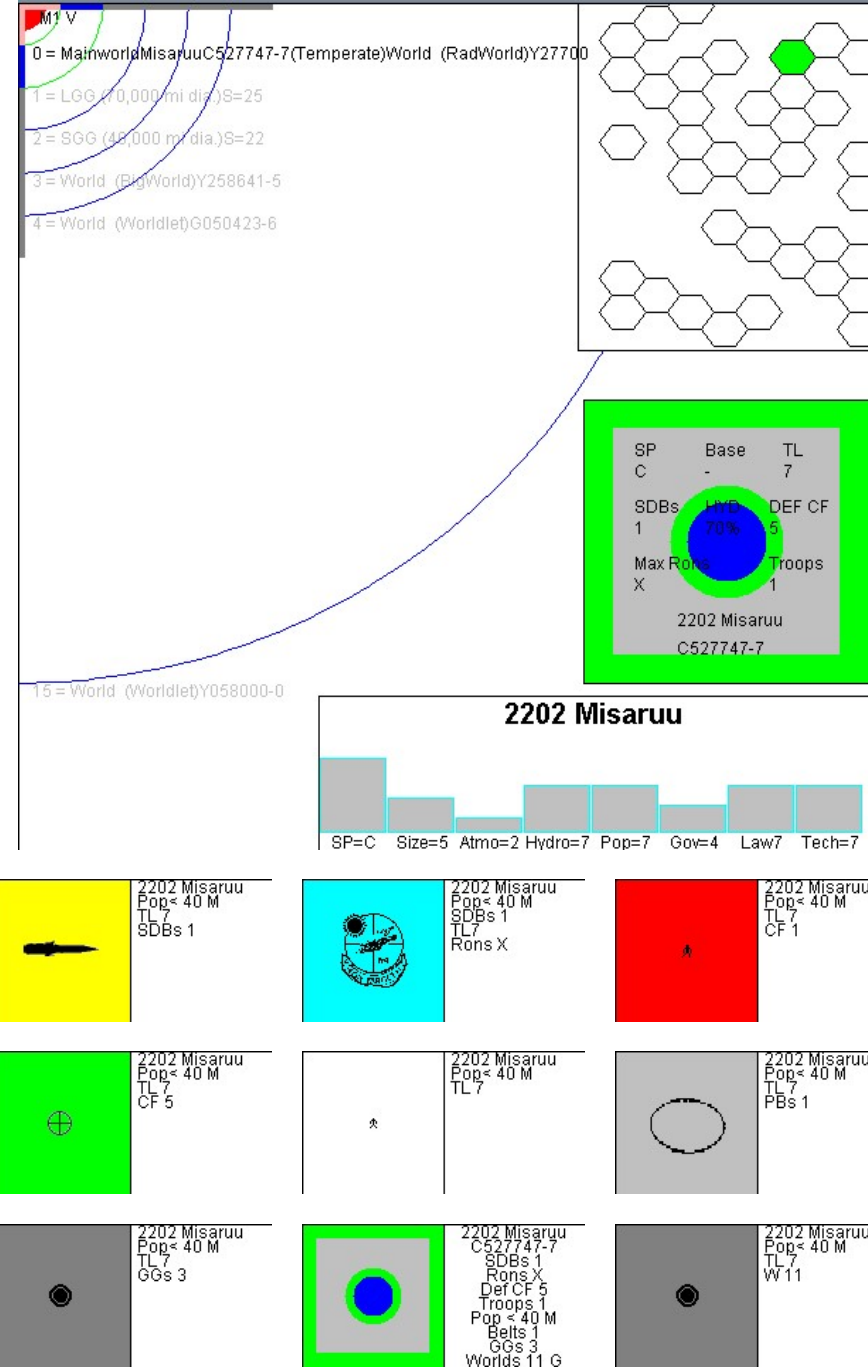 M1 V
0 = MainworldMisaruuC527747-7(Temperate)World (RadWorld)Y27700
1 = LGG (70,000 mi dia.)S=25
2 = SGG (48,000 mi dia.)S=22
3 = World (BigWorld)Y258641-5
4 = World (Worldlet)G050423-6
SP Base TL
C - 7
SDBs HYD DEF CF
1 70% 5
Max Rons Troops
X 1
2202 Misaruu
C527747-7
15 = World (Worldlet)Y058000-0
2202 Misaruu
SP=C Size=5 Atmo=2 Hydro=7 Pop=7 Gov=4 Law7 Tech=7
2202 Misaruu
Pop< 40 M
TL 7
SDBs 1
2202 Misaruu
Pop< 40 M
SDBs 1
TL7
Rons X
2202 Misaruu
Pop< 40 M
TL 7
CF 1
2202 Misaruu
Pop< 40 M
TL 7
CF 5
2202 Misaruu
Pop< 40 M
TL 7
2202 Misaruu
Pop< 40 M
TL 7
PBs 1
2202 Misaruu
Pop< 40 M
TL 7
GGs 3
2202 Misaruu
C527747-7
SDBs 1
Rons X
Def CF 5
Troops 1
Pop < 40 M
Belts 1
GGs 3
Worlds 11 G
2202 Misaruu
Pop< 40 M
TL 7
W 11